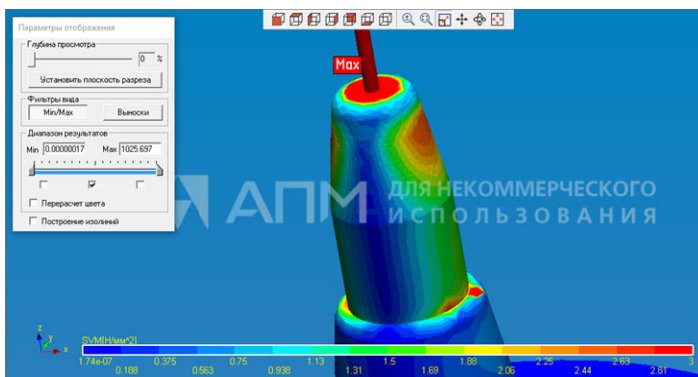 Параметры отображения
Глубина просмотра
0 %
Установить плоскость разреза
Фильтры вида
Min/Max Выноски
Диапазон результатов
Min 0.00000017 Max 1025.697
Перерасчет цвета
Построение изолиний
Max
АПМ
ДЛЯ НЕКОММЕРЧЕСКОГО
ИСПОЛЬЗОВАНИЯ
z
y
x
SVM[Н/мм^2]
1.74e-07 0.375 0.75 1.13 1.5 1.88 2.25 2.63 3
0.188 0.563 0.938 1.31 1.69 2.06 2.44 2.81